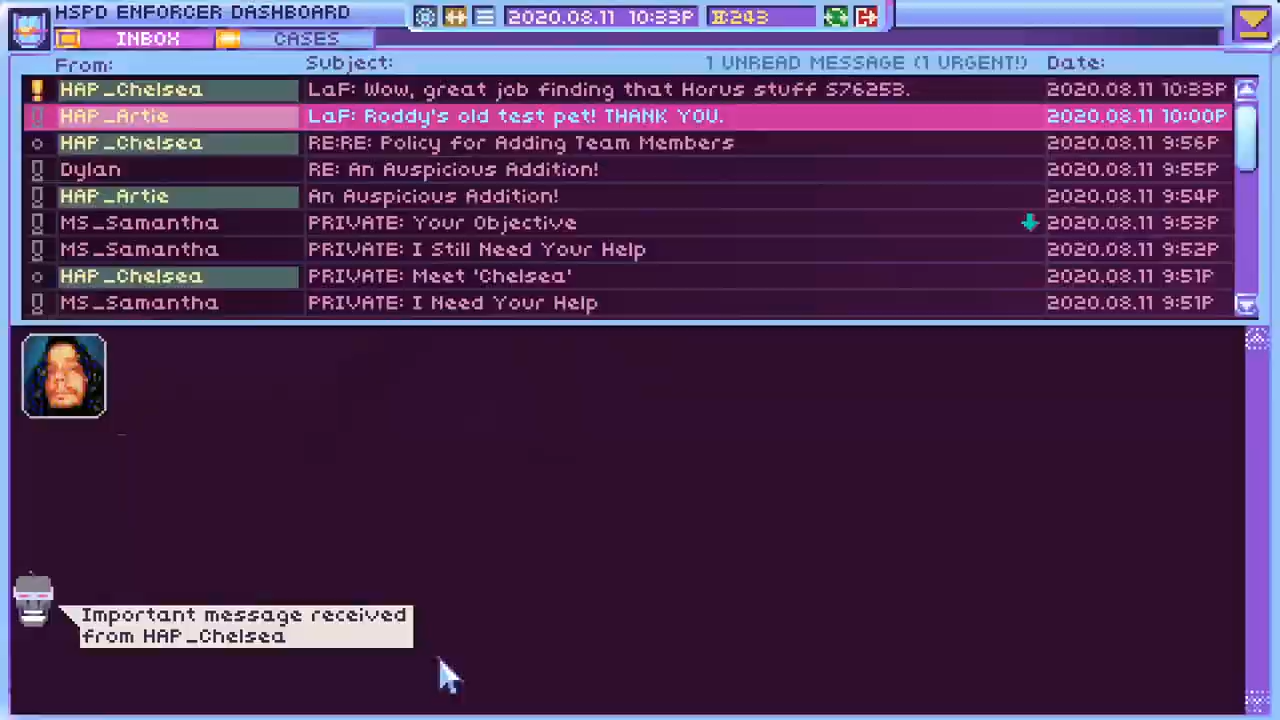 HSPD ENFORCER DASHBOARD
2020.08.11 10:33P
243
INBOX
CASES
From:
Subject:
1 UNREAD MESSAGE (1 URGENT!)
Date:
HAP_Chelsea LaF: Wow, great job finding that Horus stuff S76253. 2020.08.11 10:33P
HAP_Artie LaF: Roddy's old test pet! THANK YOU. 2020.08.11 10:00P
HAP_Chelsea RE:RE: Policy for Adding Team Members 2020.08.11 9:56P
Dylan RE: An Auspicious Addition! 2020.08.11 9:55P
HAP_Artie An Auspicious Addition! 2020.08.11 9:54P
MS_Samantha PRIVATE: Your Objective 2020.08.11 9:53P
MS_Samantha PRIVATE: I Still Need Your Help 2020.08.11 9:52P
HAP_Chelsea PRIVATE: Meet 'Chelsea' 2020.08.11 9:51P
MS_Samantha PRIVATE: I Need Your Help 2020.08.11 9:51P
Important message received
from HAP_Chelsea